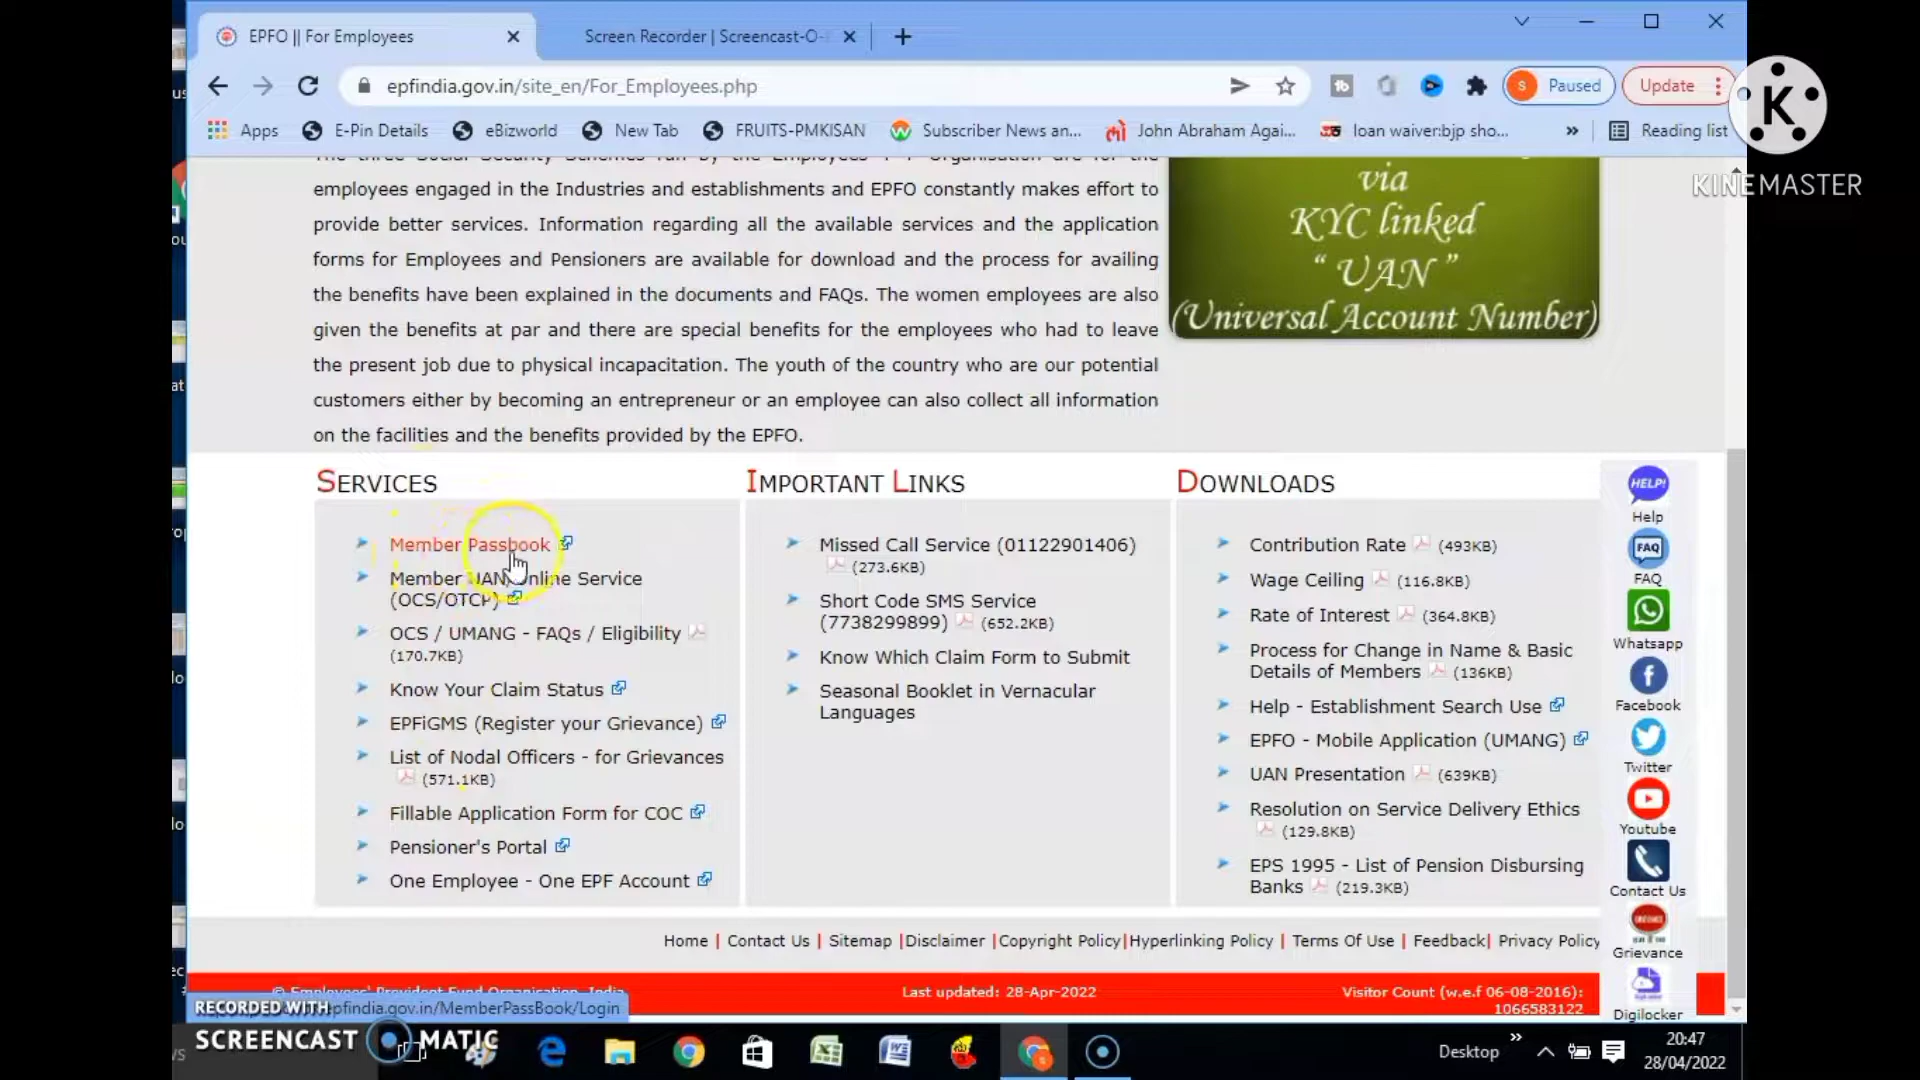 EPFO || For Employees
Screen Recorder | Screencast-O-
epfindia.gov.in/site_en/For_Employees.php
S Paused Update
Apps E-Pin Details eBizworld New Tab FRUITS-PMKISAN Subscriber News an... John Abraham Agai... loan waiver:bjp sho... » Reading list
K
KINEMASTER
employees engaged in the Industries and establishments and EPFO constantly makes effort to
provide better services. Information regarding all the available services and the application
forms for Employees and Pensioners are available for download and the process for availing
the benefits have been explained in the documents and FAQs. The women employees are also
given the benefits at par and there are special benefits for the employees who had to leave
the present job due to physical incapacitation. The youth of the country who are our potential
customers either by becoming an entrepreneur or an employee can also collect all information
on the facilities and the benefits provided by the EPFO.
via
KYC linked
“ UAN ”
(Universal Account Number)
SERVICES
Member Passbook
Member UAN/Online Service
(OCS/OTCP)
OCS / UMANG - FAQs / Eligibility
(170.7KB)
Know Your Claim Status
EPFiGMS (Register your Grievance)
List of Nodal Officers - for Grievances
(571.1KB)
Fillable Application Form for COC
Pensioner's Portal
One Employee - One EPF Account
IMPORTANT LINKS
Missed Call Service (01122901406)
(273.6KB)
Short Code SMS Service
(7738299899) (652.2KB)
Know Which Claim Form to Submit
Seasonal Booklet in Vernacular
Languages
DOWNLOADS
Contribution Rate (493KB)
Wage Ceiling (116.8KB)
Rate of Interest (364.8KB)
Process for Change in Name & Basic
Details of Members (136KB)
Help - Establishment Search Use
EPFO - Mobile Application (UMANG)
UAN Presentation (639KB)
Resolution on Service Delivery Ethics
(129.8KB)
EPS 1995 - List of Pension Disbursing
Banks (219.3KB)
HELP!
Help
FAQ
FAQ
Whatsapp
Facebook
Twitter
Youtube
Contact Us
Grievance
Digilocker
Home | Contact Us | Sitemap |Disclaimer |Copyright Policy|Hyperlinking Policy | Terms Of Use | Feedback| Privacy Policy
© Employees' Provident Fund Organisation, India
Last updated: 28-Apr-2022
Visitor Count (w.e.f 06-08-2016):
1066583122
epfindia.gov.in/MemberPassBook/Login
RECORDED WITH
SCREENCAST MATIC
Desktop »
20:47
28/04/2022